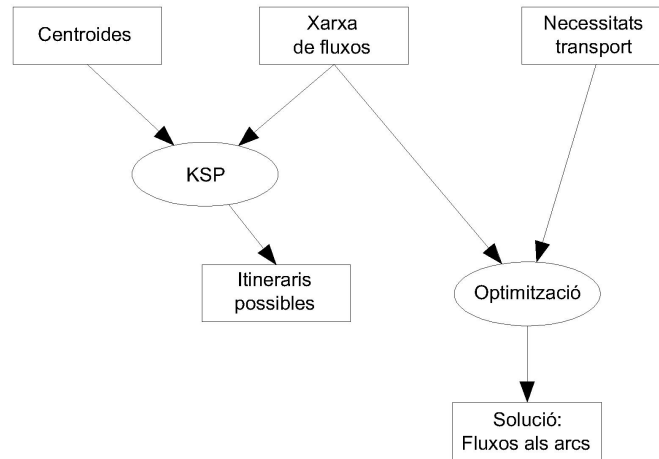 Centroides
Xarxa
de fluxos
Necessitats
transport
KSP
Itineraris
possibles
Optimització
Solució:
Fluxos als arcs